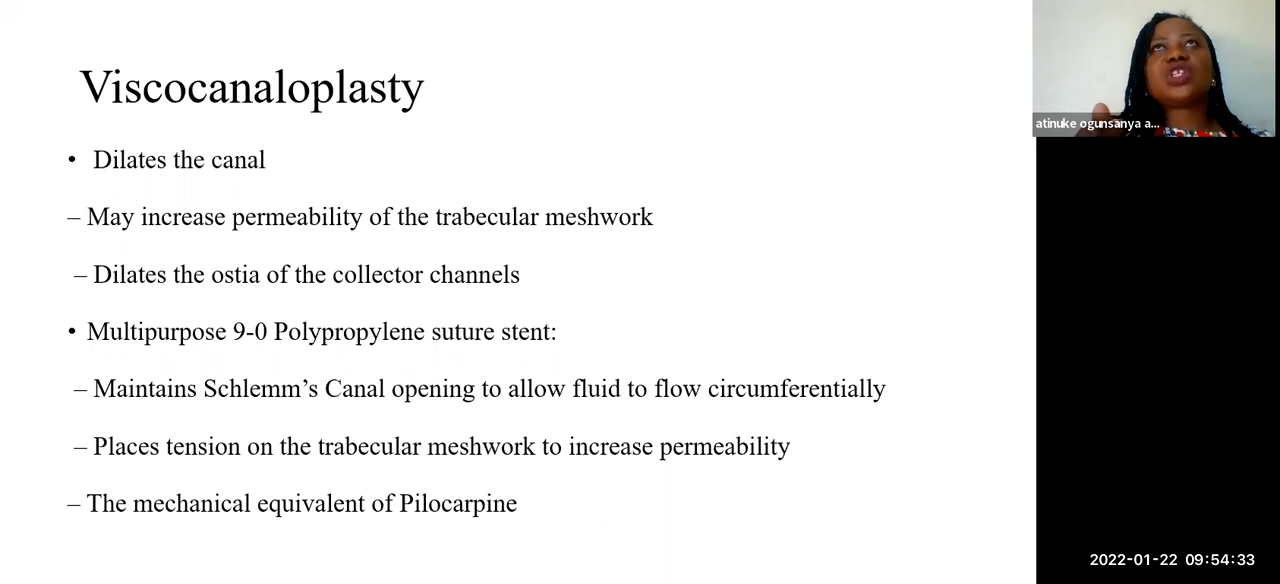 Viscocanaloplasty
• Dilates the canal
– May increase permeability of the trabecular meshwork
– Dilates the ostia of the collector channels
• Multipurpose 9-0 Polypropylene suture stent:
– Maintains Schlemm’s Canal opening to allow fluid to flow circumferentially
– Places tension on the trabecular meshwork to increase permeability
– The mechanical equivalent of Pilocarpine
atinuke ogunsanya a...
2022-01-22 09:54:33